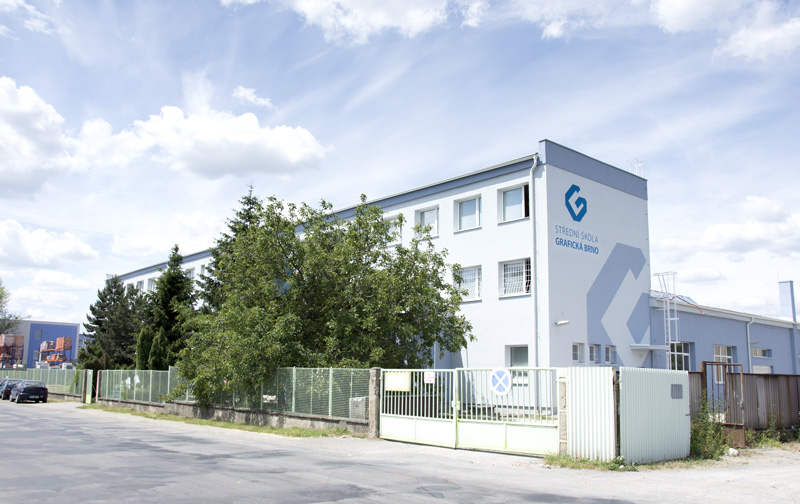 STŘEDNÍ ŠKOLA
GRAFICKÁ BRNO